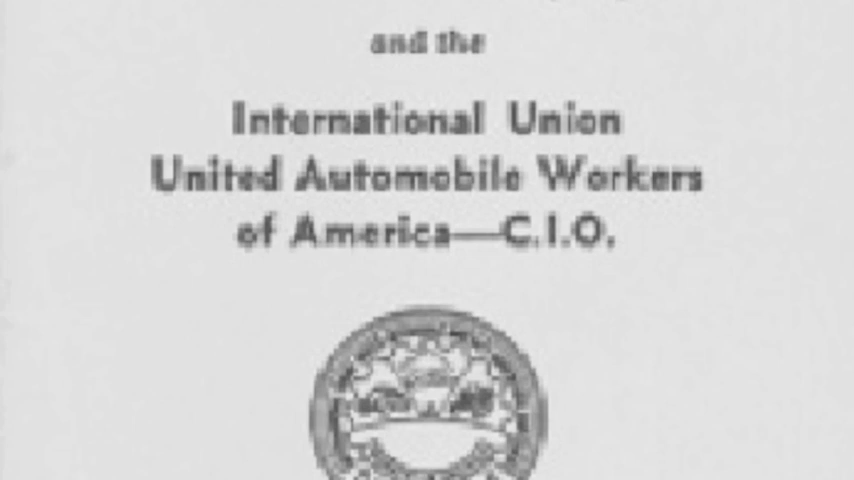 and the
International Union
United Automobile Workers
of America—C.I.O.